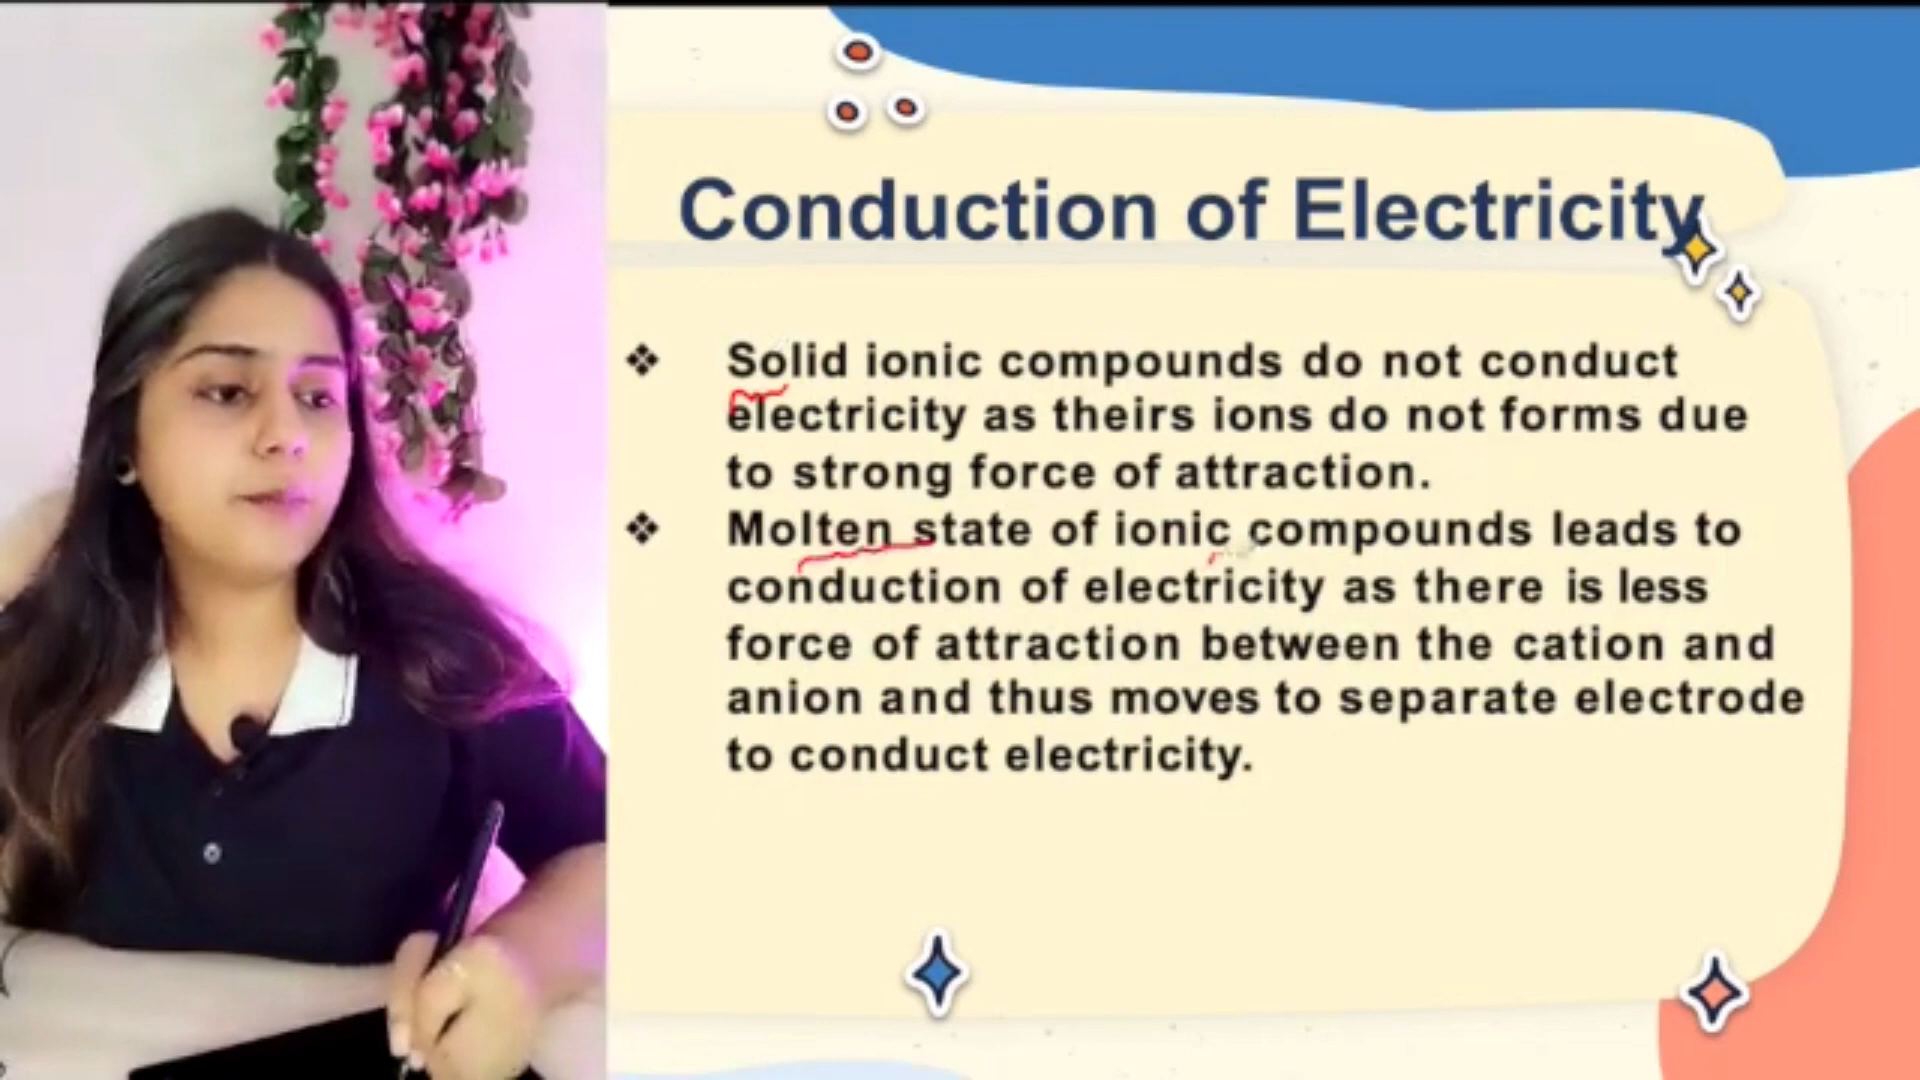 Conduction of Electricity
❖ Solid ionic compounds do not conduct
electricity as theirs ions do not forms due
to strong force of attraction.
❖ Molten state of ionic compounds leads to
conduction of electricity as there is less
force of attraction between the cation and
anion and thus moves to separate electrode
to conduct electricity.